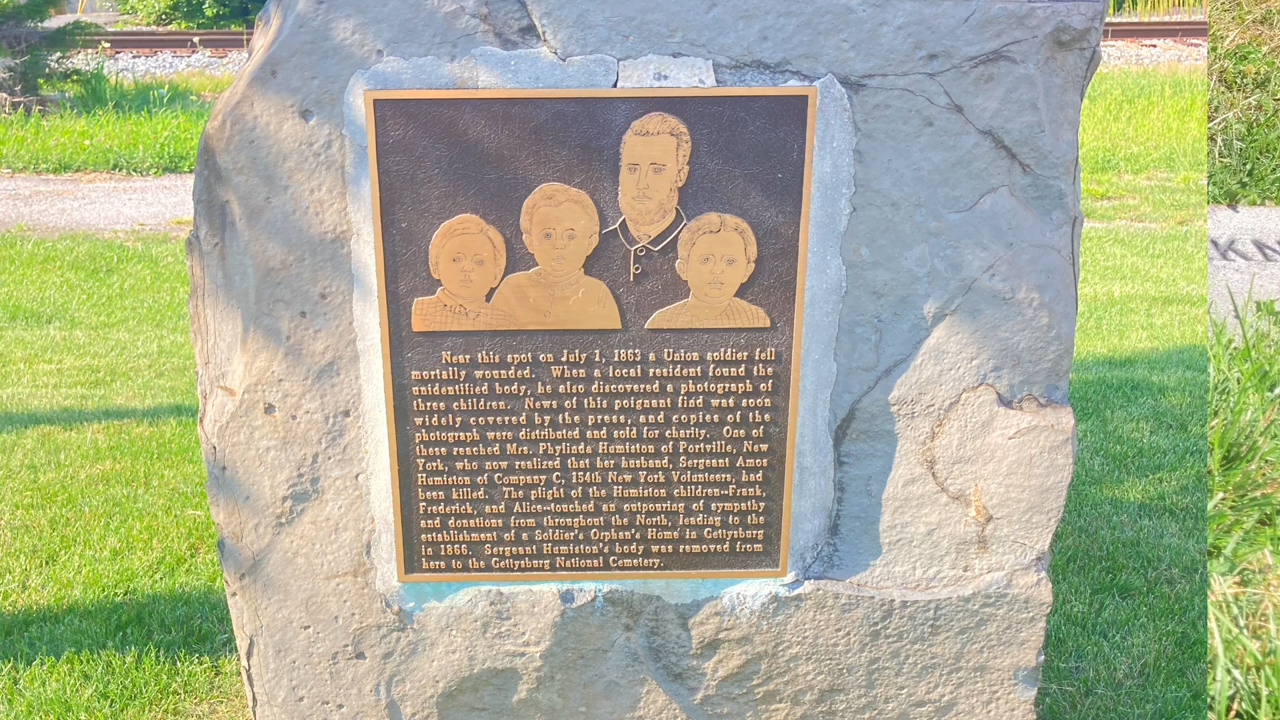 Near this spot on July 1, 1863 a Union soldier fell
mortally wounded. When a local resident found the
unidentified body, he also discovered a photograph of
three children. News of this poignant find was soon
widely covered by the press, and copies of the
photograph were distributed and sold for charity. One of
these reached Mrs. Phylinda Humiston of Portville, New
York, who now realized that her husband, Sergeant Amos
Humiston of Company C, 154th New York Volunteers, had
been killed. The plight of the Humiston children--Frank,
Frederick, and Alice--touched an outpouring of sympathy
and donations from throughout the North, leading to the
establishment of a Soldier's Orphan's Home in Gettysburg
in 1866. Sergeant Humiston's body was removed from
here to the Gettysburg National Cemetery.